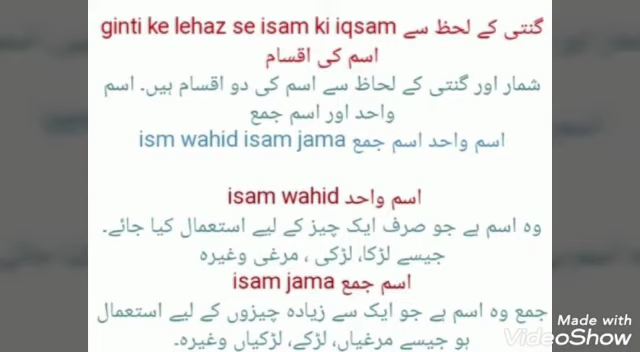 گنتی کے لحظ سے ginti ke lehaz se isam ki iqsam
اسم کی اقسام
شمار اور گنتی کے لحاظ سے اسم کی دو اقسام ہیں۔ اسم
واحد اور اسم جمع
اسم واحد اسم جمع ism wahid isam jama
اسم واحد isam wahid
وہ اسم ہے جو صرف ایک چیز کے لیے استعمال کیا جائے۔
جیسے لڑکا، لڑکی ، مرغی وغیرہ
اسم جمع isam jama
جمع وہ اسم ہے جو ایک سے زیادہ چیزوں کے لیے استعمال
ہو جیسے مرغیاں، لڑکے، لڑکیاں وغیرہ۔
Made with
VideoShow